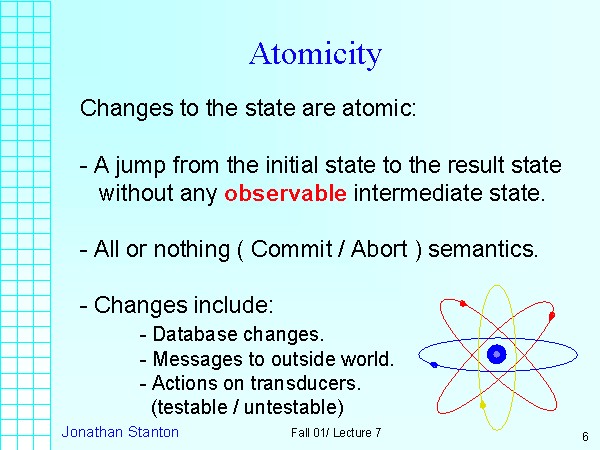 Atomicity
Changes to the state are atomic:
- A jump from the initial state to the result state
without any observable intermediate state.
- All or nothing ( Commit / Abort ) semantics.
- Changes include:
- Database changes.
- Messages to outside world.
- Actions on transducers.
(testable / untestable)
Jonathan Stanton
Fall 01/ Lecture 7
6